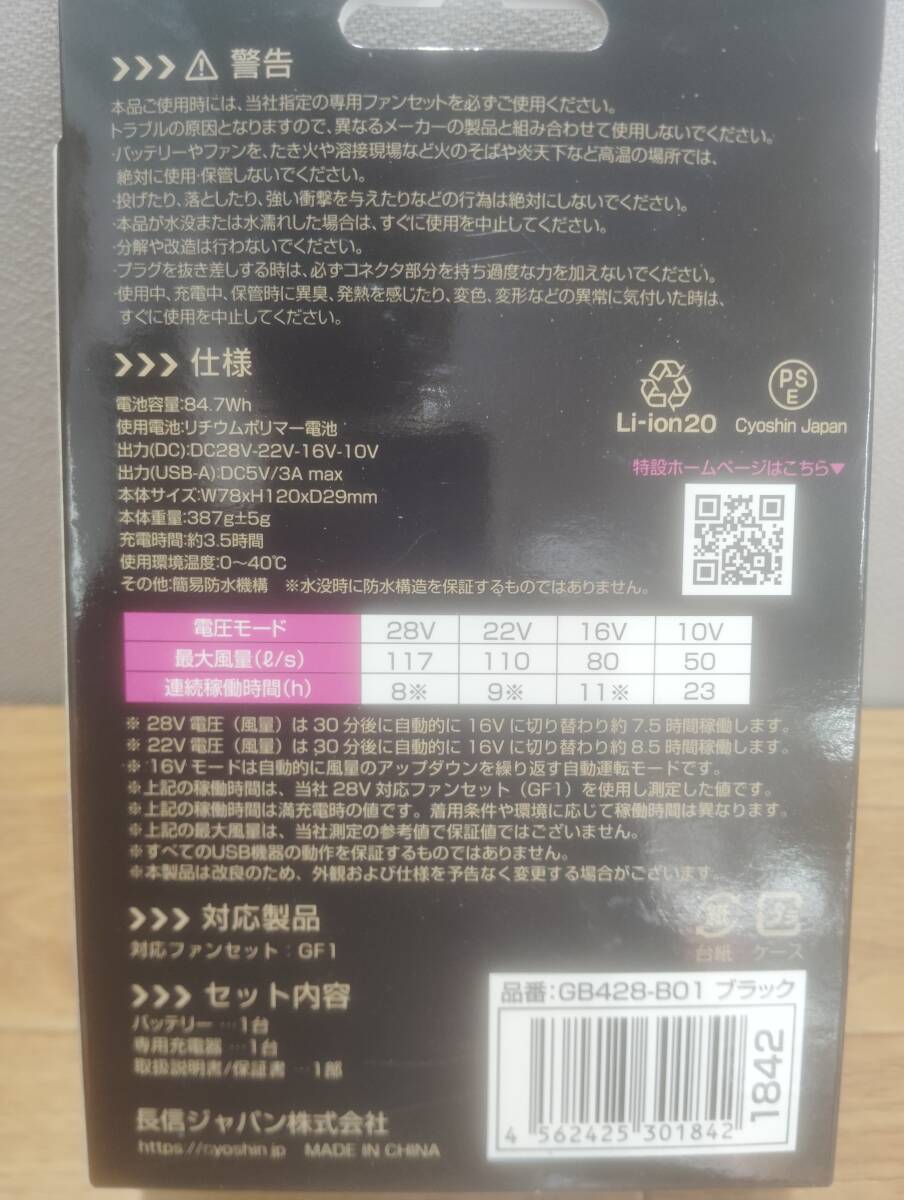 >>> ⚠ 警告
本品ご使用時には、当社指定の専用ファンセットを必ずご使用ください。
トラブルの原因となりますので、異なるメーカーの製品と組み合わせて使用しないでください。
・バッテリーやファンを、たき火や溶接現場など火のそばや炎天下など高温の場所では、
絶対に使用・保管しないでください。
・投げたり、落としたり、強い衝撃を与えたりなどの行為は絶対にしないでください。
・本品が水没または水濡れした場合は、すぐに使用を中止してください。
・分解や改造は行わないでください。
・プラグを抜き差しする時は、必ずコネクタ部分を持ち過度な力を加えないでください。
・使用中、充電中、保管時に異臭、発熱を感じたり、変色、変形などの異常に気付いた時は、
すぐに使用を中止してください。
>>> 仕様
電池容量:84.7Wh
使用電池:リチウムポリマー電池
出力(DC):DC28V-22V-16V-10V
出力(USB-A):DC5V/3A max
本体サイズ:W78xH120xD29mm
本体重量:387g±5g
充電時間:約3.5時間
使用環境温度:0～40℃
その他:簡易防水機構 ※水没時に防水構造を保証するものではありません。
Li-ion20
PS E
Cyoshin Japan
特設ホームページはこちら▼
電圧モード 28V 22V 16V 10V
最大風量(ℓ/s) 117 110 80 50
連続稼働時間(h) 8※ 9※ 11※ 23
※ 28V 電圧（風量）は 30 分後に自動的に 16V に切り替わり約 7.5 時間稼働します。
※ 22V 電圧（風量）は 30 分後に自動的に 16V に切り替わり約 8.5 時間稼働します。
※ 16V モードは自動的に風量のアップダウンを繰り返す自動運転モードです。
※上記の稼働時間は、当社 28V 対応ファンセット（GF1）を使用し測定した値です。
※上記の稼働時間は満充電時の値です。着用条件や環境に応じて稼働時間は異なります。
※上記の最大風量は、当社測定の参考値で保証値ではございません。
※すべてのUSB機器の動作を保証するものではありません。
※本製品は改良のため、外観および仕様を予告なく変更する場合がございます。
>>> 対応製品
対応ファンセット：GF1
紙 プラ
台紙 ケース
>>> セット内容
バッテリー…1台
専用充電器…1台
取扱説明書/保証書…1部
長信ジャパン株式会社
https://cyoshin.jp MADE IN CHINA
品番:GB428-B01 ブラック
4 562425 301842
1842